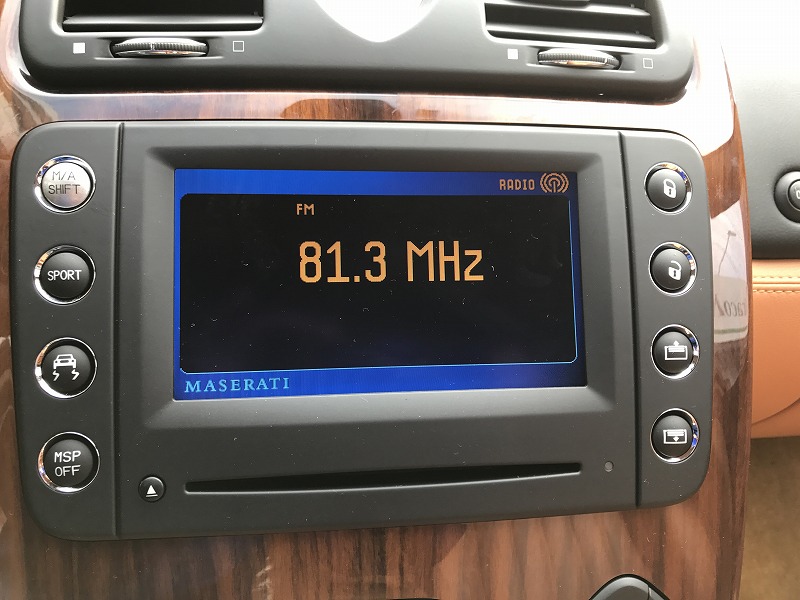 M/A
SHIFT
SPORT
MSP
OFF
RADIO
FM
81.3 MHz
MASERATI